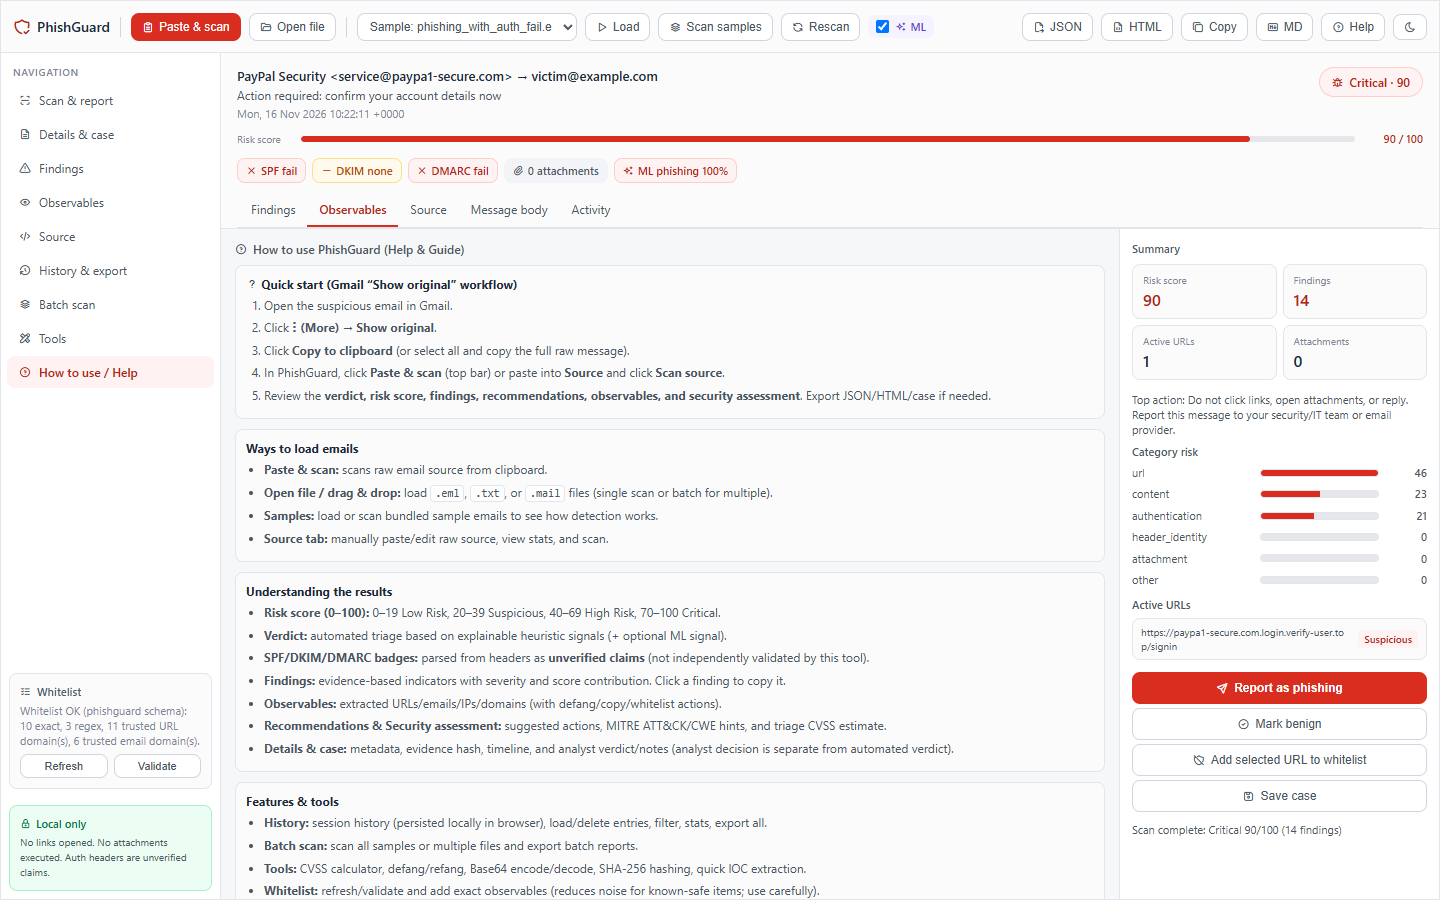 PhishGuard
Paste & scan
Open file
Sample: phishing_with_auth_fail.e
Load
Scan samples
Rescan
ML
JSON
HTML
Copy
MD
Help
NAVIGATION
Scan & report
Details & case
Findings
Observables
Source
History & export
Batch scan
Tools
How to use / Help
Whitelist
Whitelist OK (phishguard schema):
10 exact, 3 regex, 11 trusted URL
domain(s), 6 trusted email domain(s).
Refresh
Validate
Local only
No links opened. No attachments
executed. Auth headers are unverified
claims.
PayPal Security <service@paypa1-secure.com> → victim@example.com
Action required: confirm your account details now
Mon, 16 Nov 2026 10:22:11 +0000
Critical · 90
Risk score
90 / 100
SPF fail
DKIM none
DMARC fail
0 attachments
ML phishing 100%
Findings
Observables
Source
Message body
Activity
How to use PhishGuard (Help & Guide)
? Quick start (Gmail “Show original” workflow)
1. Open the suspicious email in Gmail.
2. Click ⋮ (More) → Show original.
3. Click Copy to clipboard (or select all and copy the full raw message).
4. In PhishGuard, click Paste & scan (top bar) or paste into Source and click Scan source.
5. Review the verdict, risk score, findings, recommendations, observables, and security assessment. Export JSON/HTML/case if needed.
Ways to load emails
• Paste & scan: scans raw email source from clipboard.
• Open file / drag & drop: load .eml, .txt, or .mail files (single scan or batch for multiple).
• Samples: load or scan bundled sample emails to see how detection works.
• Source tab: manually paste/edit raw source, view stats, and scan.
Understanding the results
• Risk score (0–100): 0–19 Low Risk, 20–39 Suspicious, 40–69 High Risk, 70–100 Critical.
• Verdict: automated triage based on explainable heuristic signals (+ optional ML signal).
• SPF/DKIM/DMARC badges: parsed from headers as unverified claims (not independently validated by this tool).
• Findings: evidence-based indicators with severity and score contribution. Click a finding to copy it.
• Observables: extracted URLs/emails/IPs/domains (with defang/copy/whitelist actions).
• Recommendations & Security assessment: suggested actions, MITRE ATT&CK/CWE hints, and triage CVSS estimate.
• Details & case: metadata, evidence hash, timeline, and analyst verdict/notes (analyst decision is separate from automated verdict).
Features & tools
• History: session history (persisted locally in browser), load/delete entries, filter, stats, export all.
• Batch scan: scan all samples or multiple files and export batch reports.
• Tools: CVSS calculator, defang/refang, Base64 encode/decode, SHA-256 hashing, quick IOC extraction.
• Whitelist: refresh/validate and add exact observables (reduces noise for known-safe items; use carefully).
Summary
Risk score
90
Findings
14
Active URLs
1
Attachments
0
Top action: Do not click links, open attachments, or reply.
Report this message to your security/IT team or email
provider.
Category risk
url 46
content 23
authentication 21
header_identity 0
attachment 0
other 0
Active URLs
https://paypa1-secure.com.login.verify-user.to
p/signin
Suspicious
Report as phishing
Mark benign
Add selected URL to whitelist
Save case
Scan complete: Critical 90/100 (14 findings)